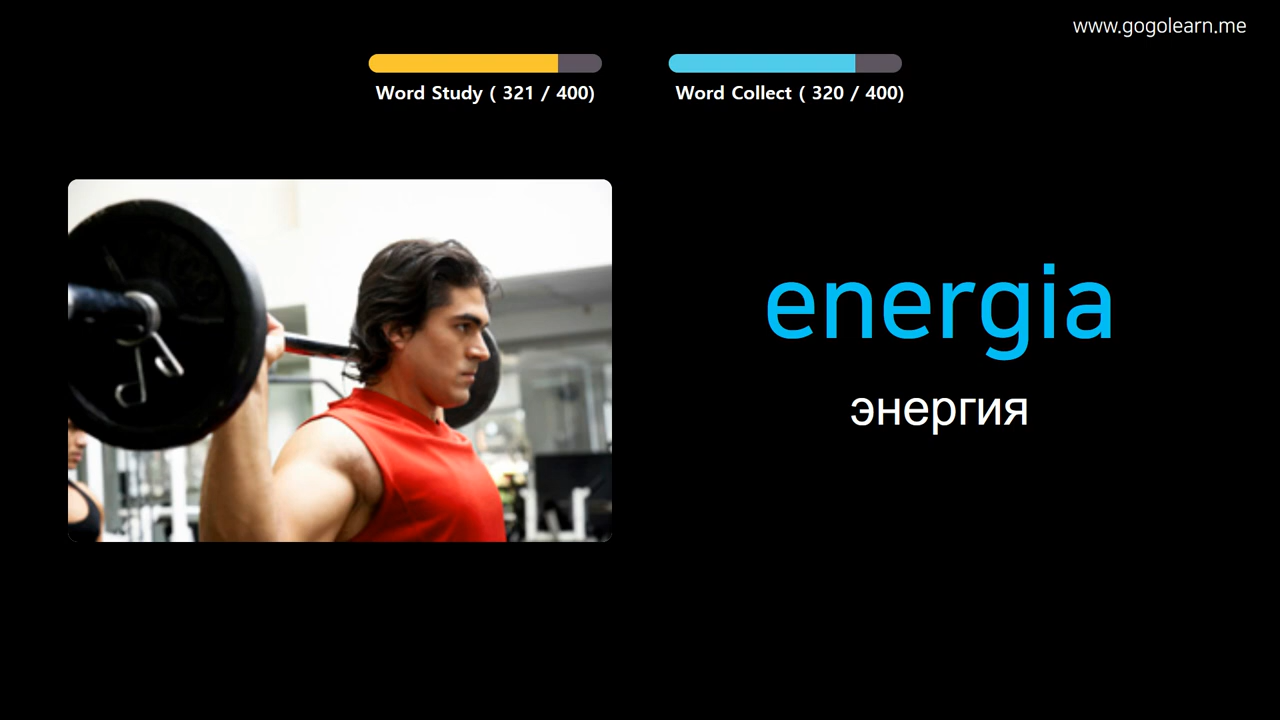 www.gogolearn.me
Word Study ( 321 / 400)
Word Collect ( 320 / 400)
energia
энергия